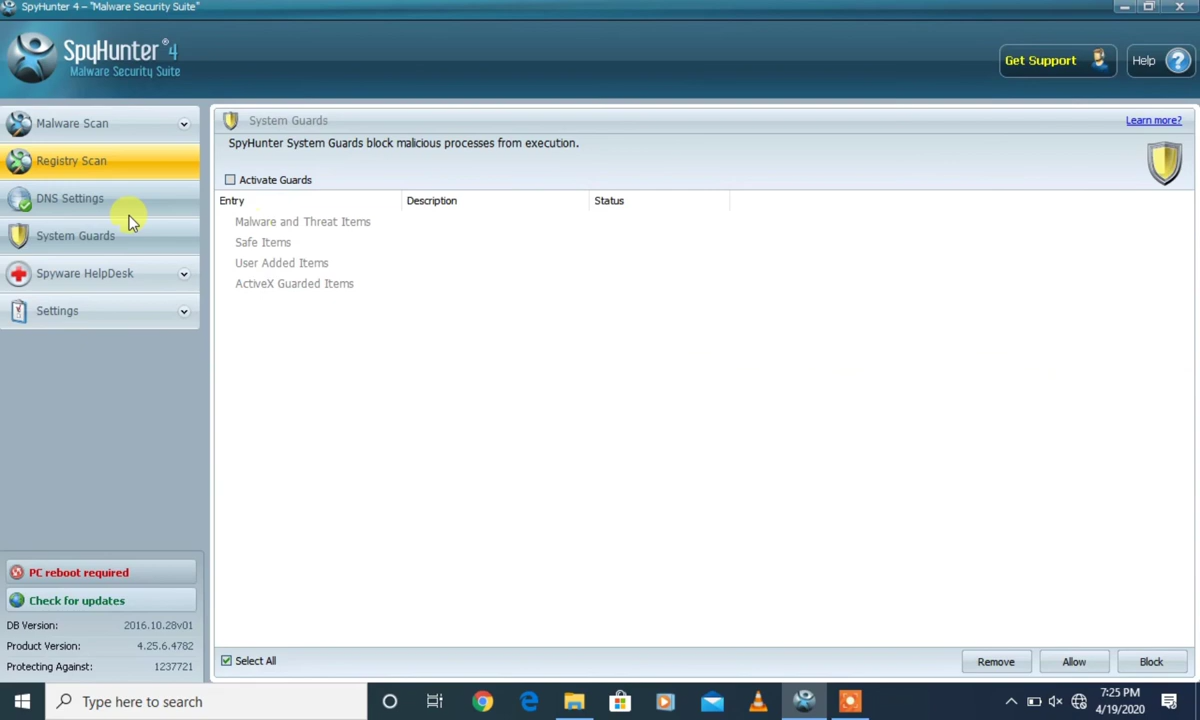 SpyHunter 4 – "Malware Security Suite"
SpyHunter® 4
Malware Security Suite
Get Support
Help
Malware Scan
Registry Scan
DNS Settings
System Guards
Spyware HelpDesk
Settings
System Guards
Learn more?
SpyHunter System Guards block malicious processes from execution.
Activate Guards
Entry Description Status
Malware and Threat Items
Safe Items
User Added Items
ActiveX Guarded Items
PC reboot required
Check for updates
DB Version: 2016.10.28v01
Product Version: 4.25.6.4782
Protecting Against: 1237721
Select All
Remove Allow Block
Type here to search
7:25 PM
4/19/2020